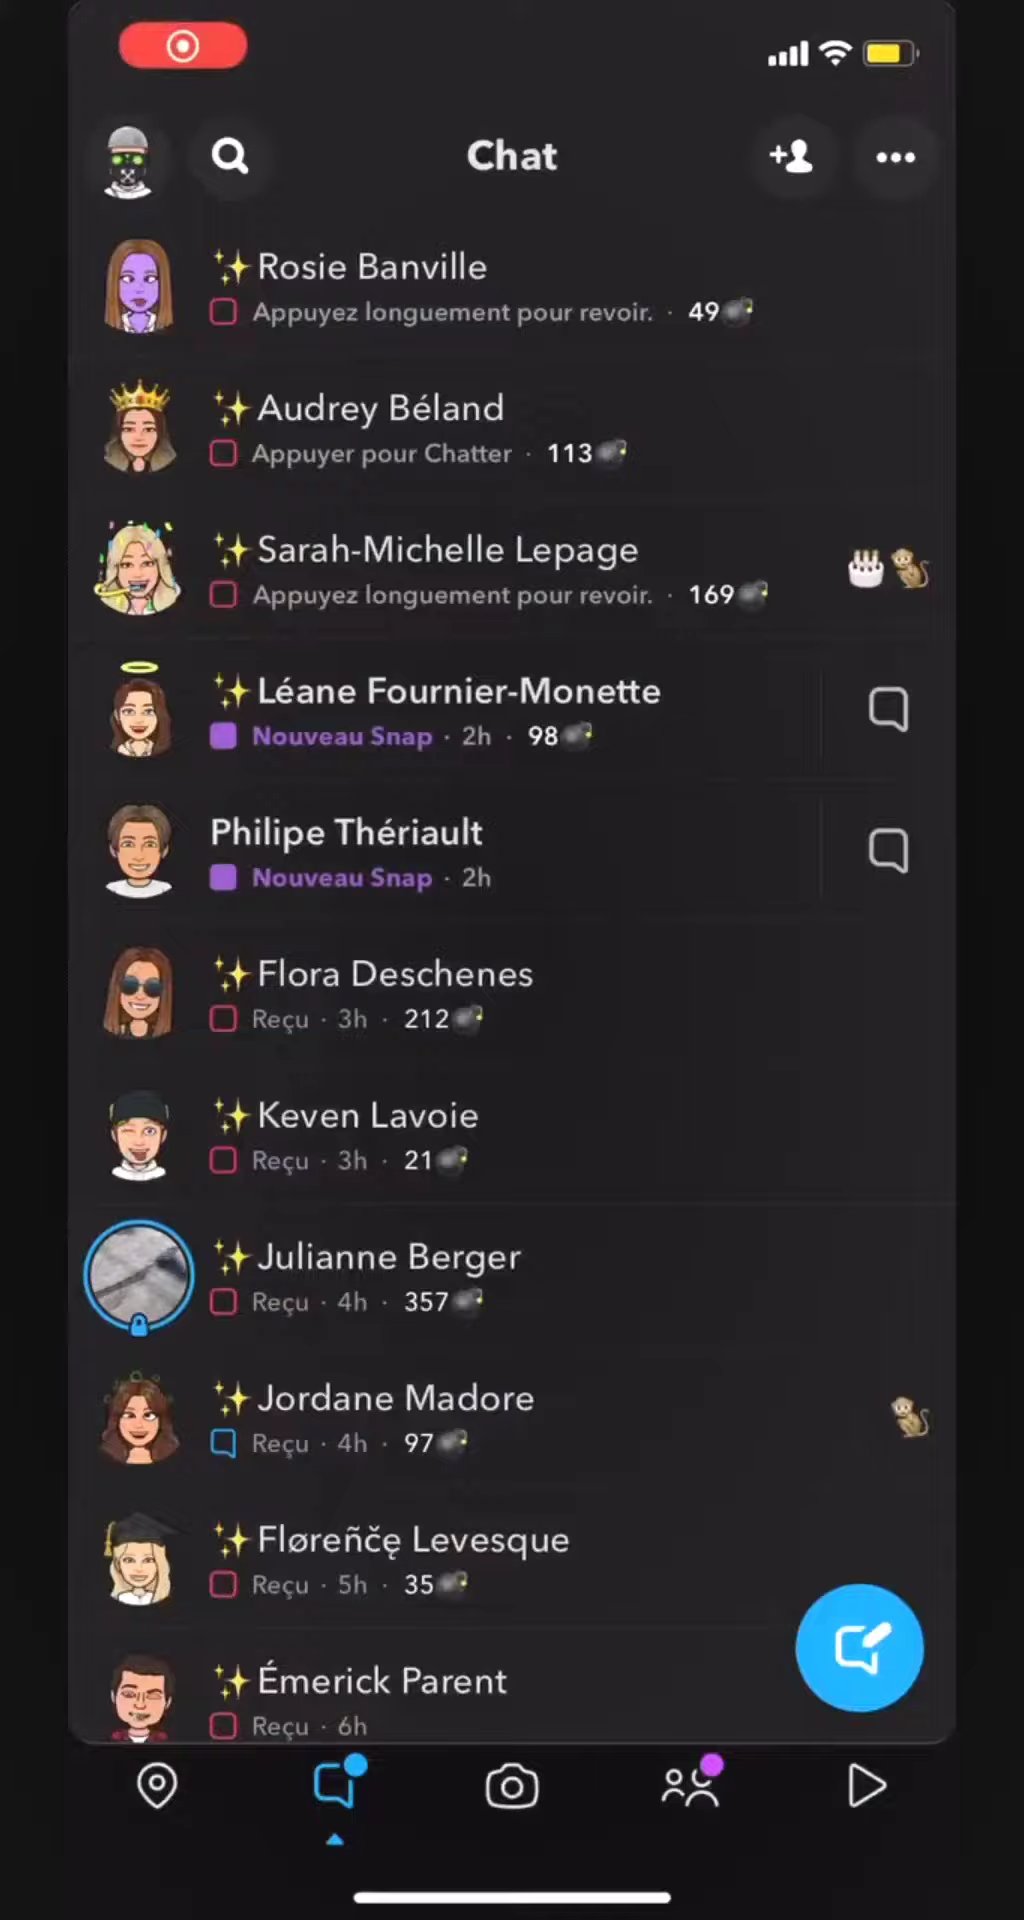 Chat
Rosie Banville
Appuyez longuement pour revoir. · 49
Audrey Béland
Appuyer pour Chatter · 113
Sarah-Michelle Lepage
Appuyez longuement pour revoir. · 169
Léane Fournier-Monette
Nouveau Snap · 2h · 98
Philipe Thériault
Nouveau Snap · 2h
Flora Deschenes
Reçu · 3h · 212
Keven Lavoie
Reçu · 3h · 21
Julianne Berger
Reçu · 4h · 357
Jordane Madore
Reçu · 4h · 97
Fløreñčę Levesque
Reçu · 5h · 35
Émerick Parent
Reçu · 6h